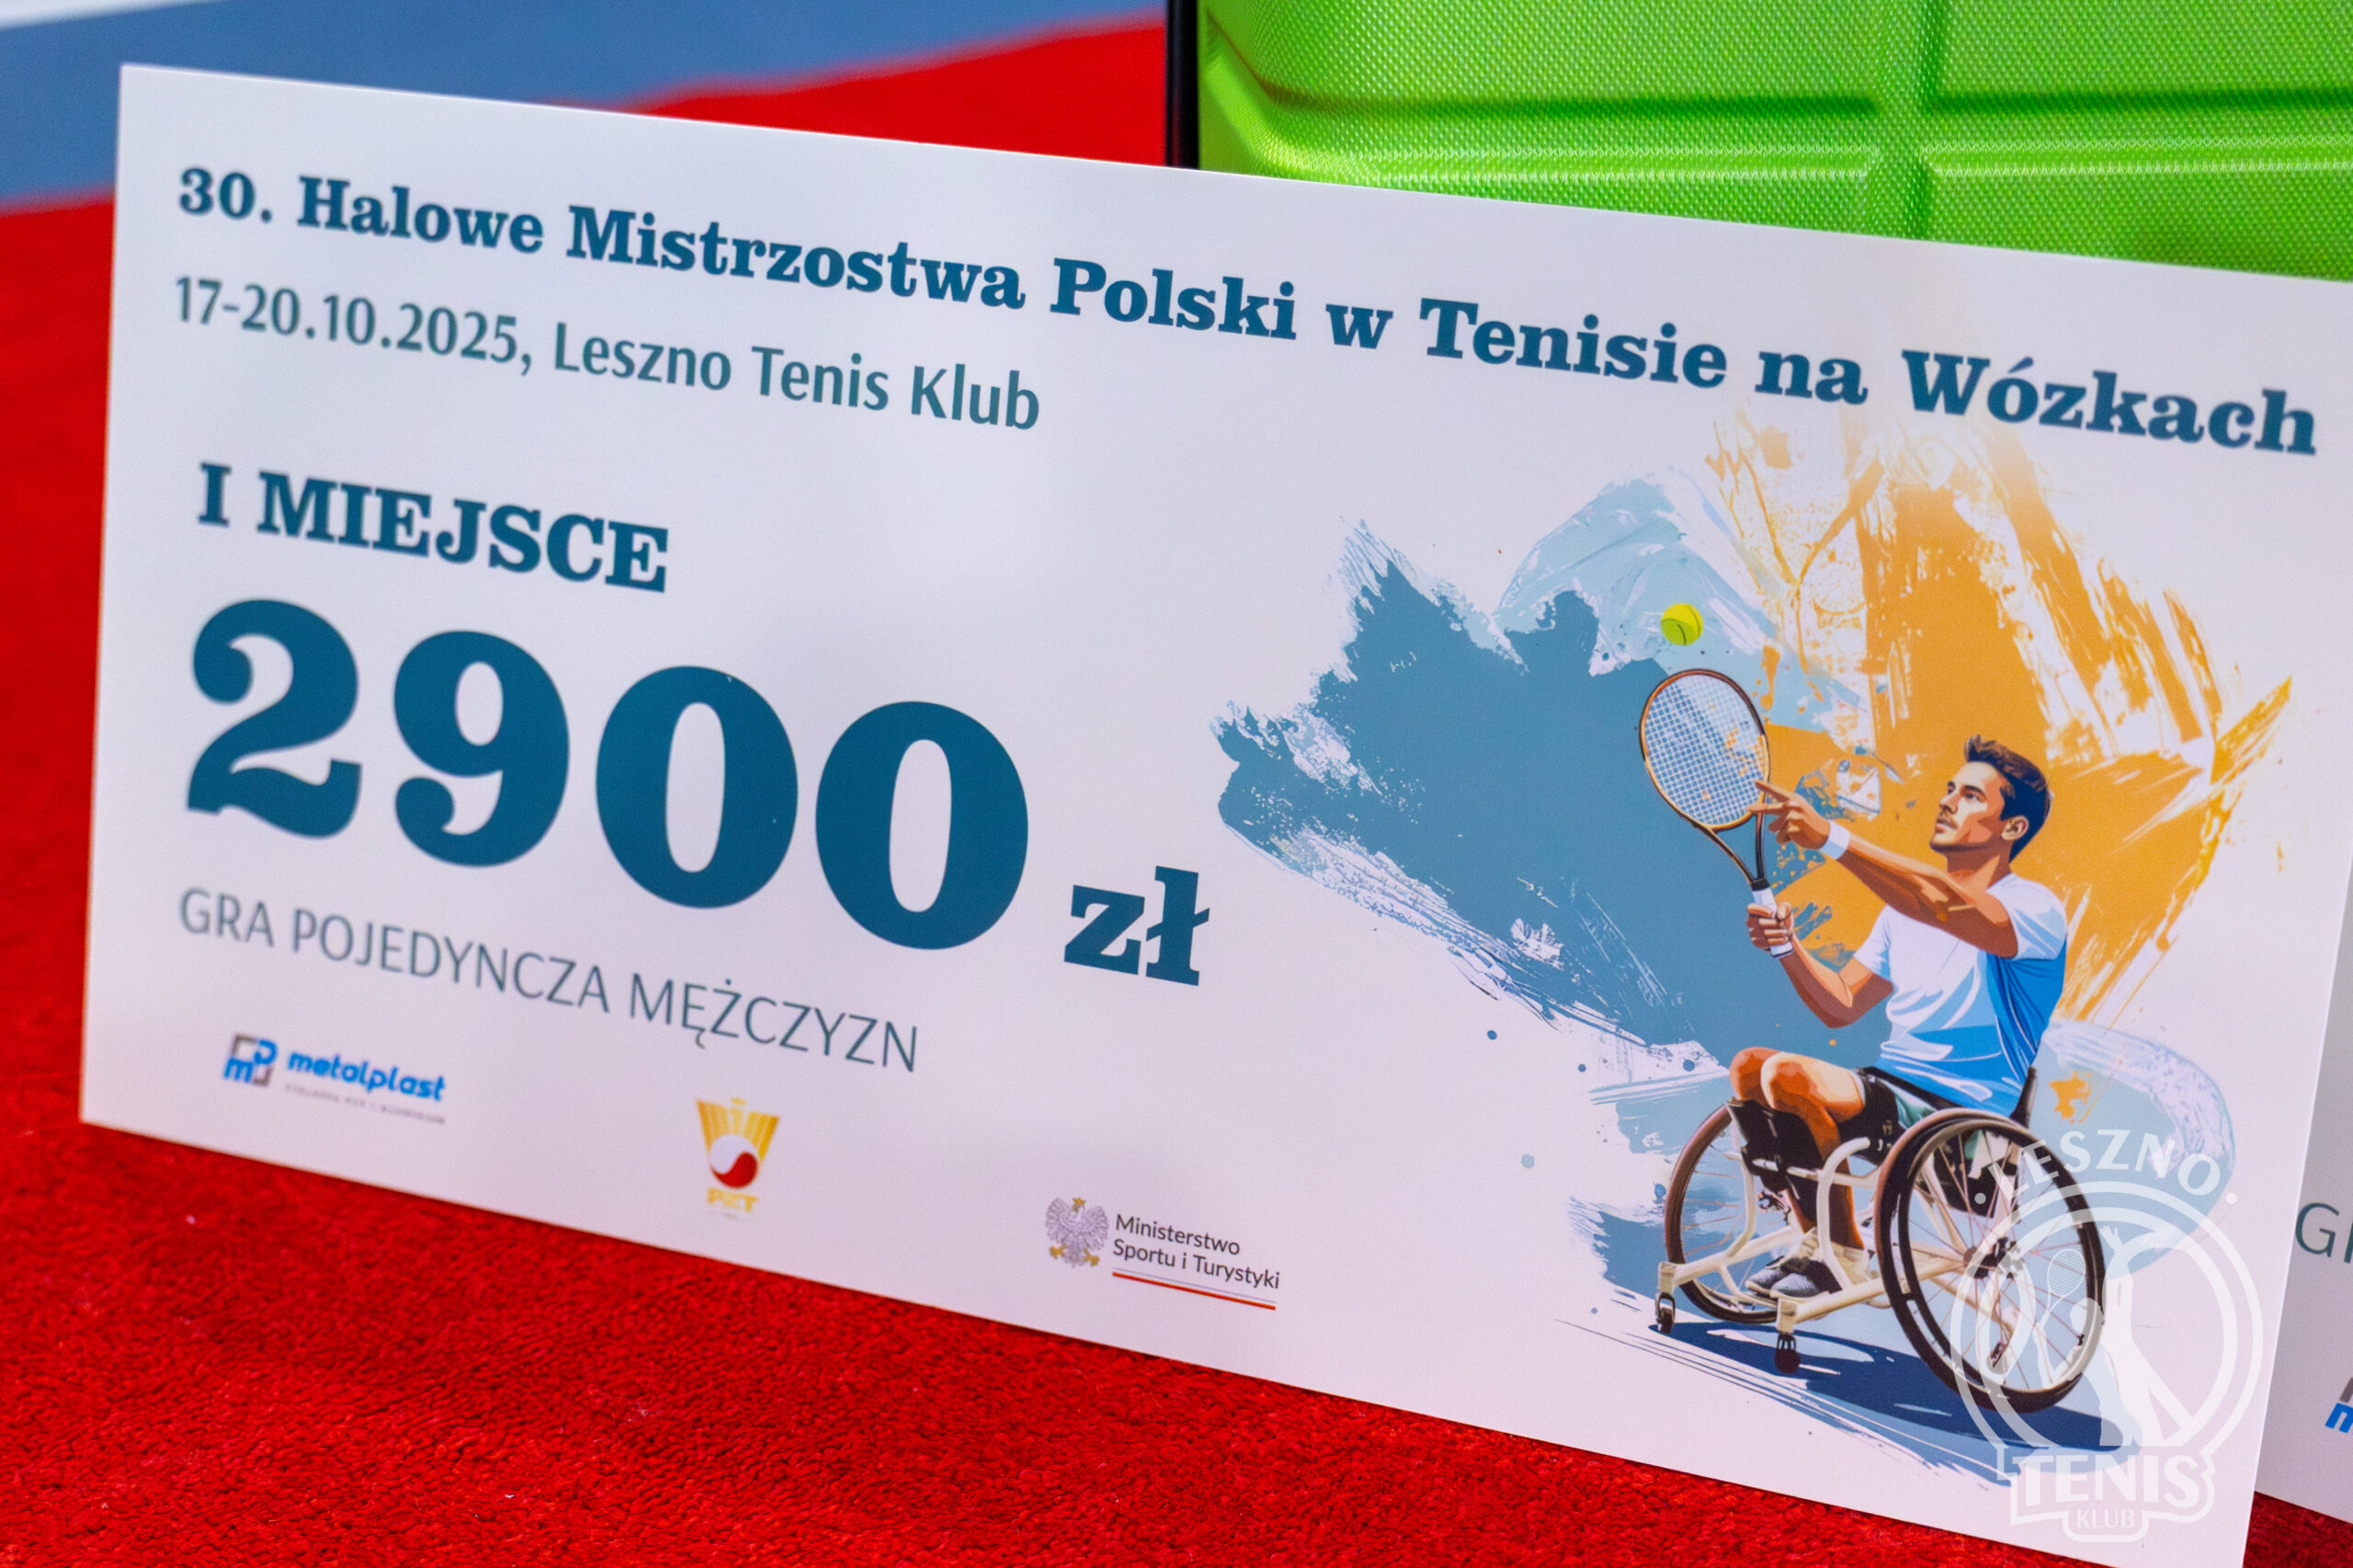 30. Halowe Mistrzostwa Polski w Tenisie na Wózkach
17-20.10.2025, Leszno Tenis Klub
I MIEJSCE
2900 zł
GRA POJEDYNCZA MĘŻCZYZN
metalplast
PZT
Ministerstwo
Sportu i Turystyki
LESZNO
TENIS
KLUB